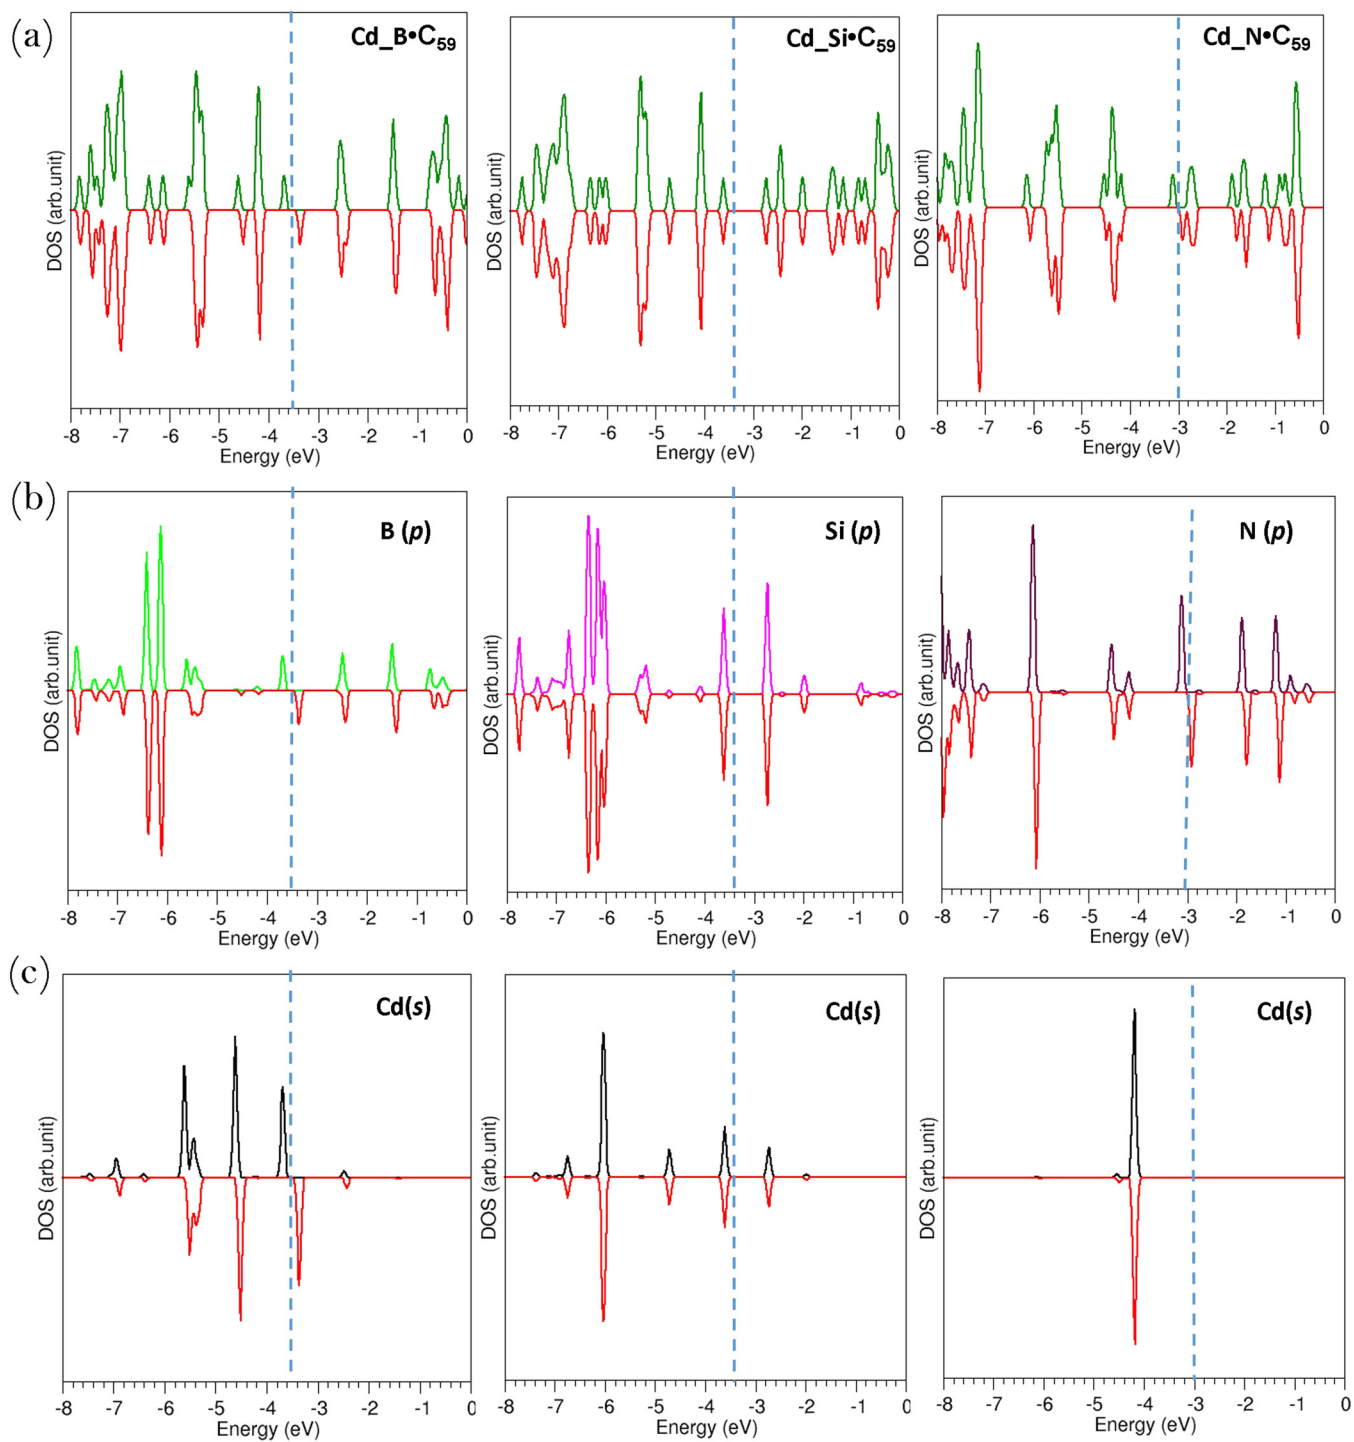 (a)
Cd_B•C59
Cd_Si•C59
Cd_N•C59
DOS (arb.unit)
DOS (arb.unit)
DOS (arb.unit)
-8 -7 -6 -5 -4 -3 -2 -1 0
-8 -7 -6 -5 -4 -3 -2 -1 0
-8 -7 -6 -5 -4 -3 -2 -1 0
Energy (eV)
Energy (eV)
Energy (eV)
(b)
B (p)
Si (p)
N (p)
DOS (arb.unit)
DOS (arb.unit)
DOS (arb.unit)
-8 -7 -6 -5 -4 -3 -2 -1 0
-8 -7 -6 -5 -4 -3 -2 -1 0
-8 -7 -6 -5 -4 -3 -2 -1 0
Energy (eV)
Energy (eV)
Energy (eV)
(c)
Cd(s)
Cd(s)
Cd(s)
DOS (arb.unit)
DOS (arb.unit)
DOS (arb.unit)
-8 -7 -6 -5 -4 -3 -2 -1 0
-8 -7 -6 -5 -4 -3 -2 -1 0
-8 -7 -6 -5 -4 -3 -2 -1 0
Energy (eV)
Energy (eV)
Energy (eV)